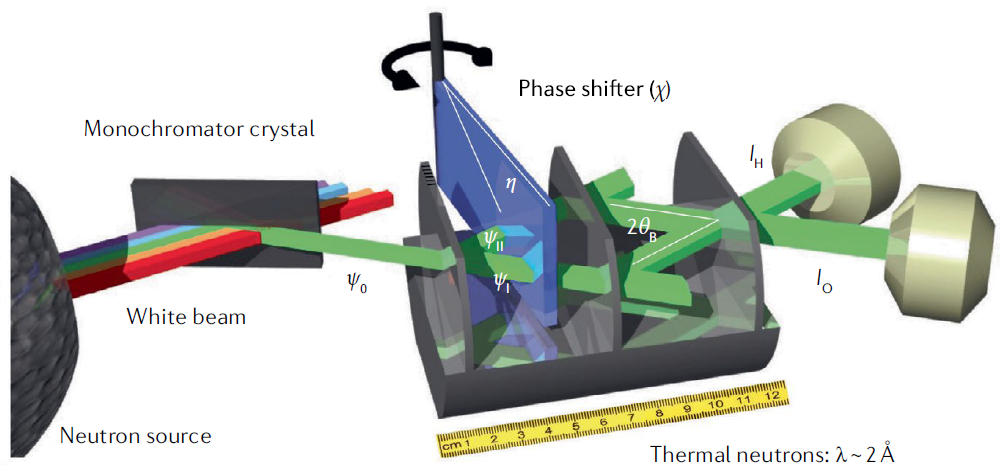 Phase shifter (χ)
Monochromator crystal
I_H
η
ψ_II
2θ_B
ψ_I
ψ_0
I_O
White beam
cm 1 2 3 4 5 6 7 8 9 10 11 12
Neutron source
Thermal neutrons: λ ~ 2 Å